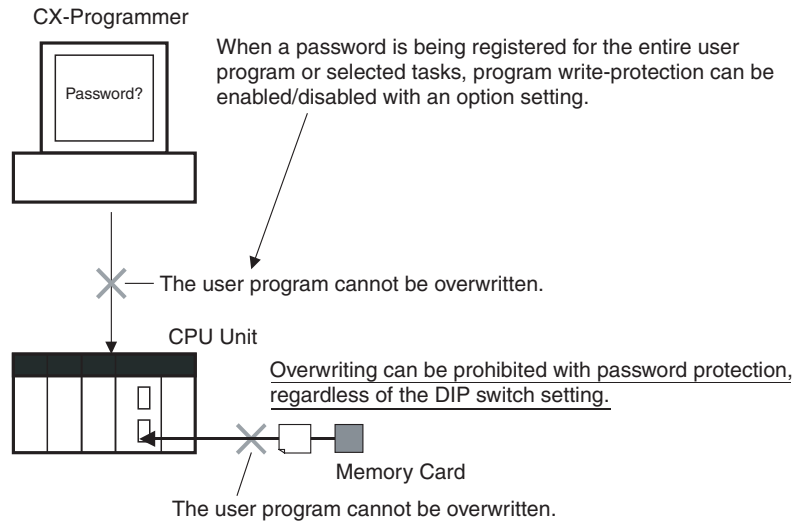 CX-Programmer
Password?
When a password is being registered for the entire user
program or selected tasks, program write-protection can be
enabled/disabled with an option setting.
The user program cannot be overwritten.
CPU Unit
Overwriting can be prohibited with password protection,
regardless of the DIP switch setting.
Memory Card
The user program cannot be overwritten.